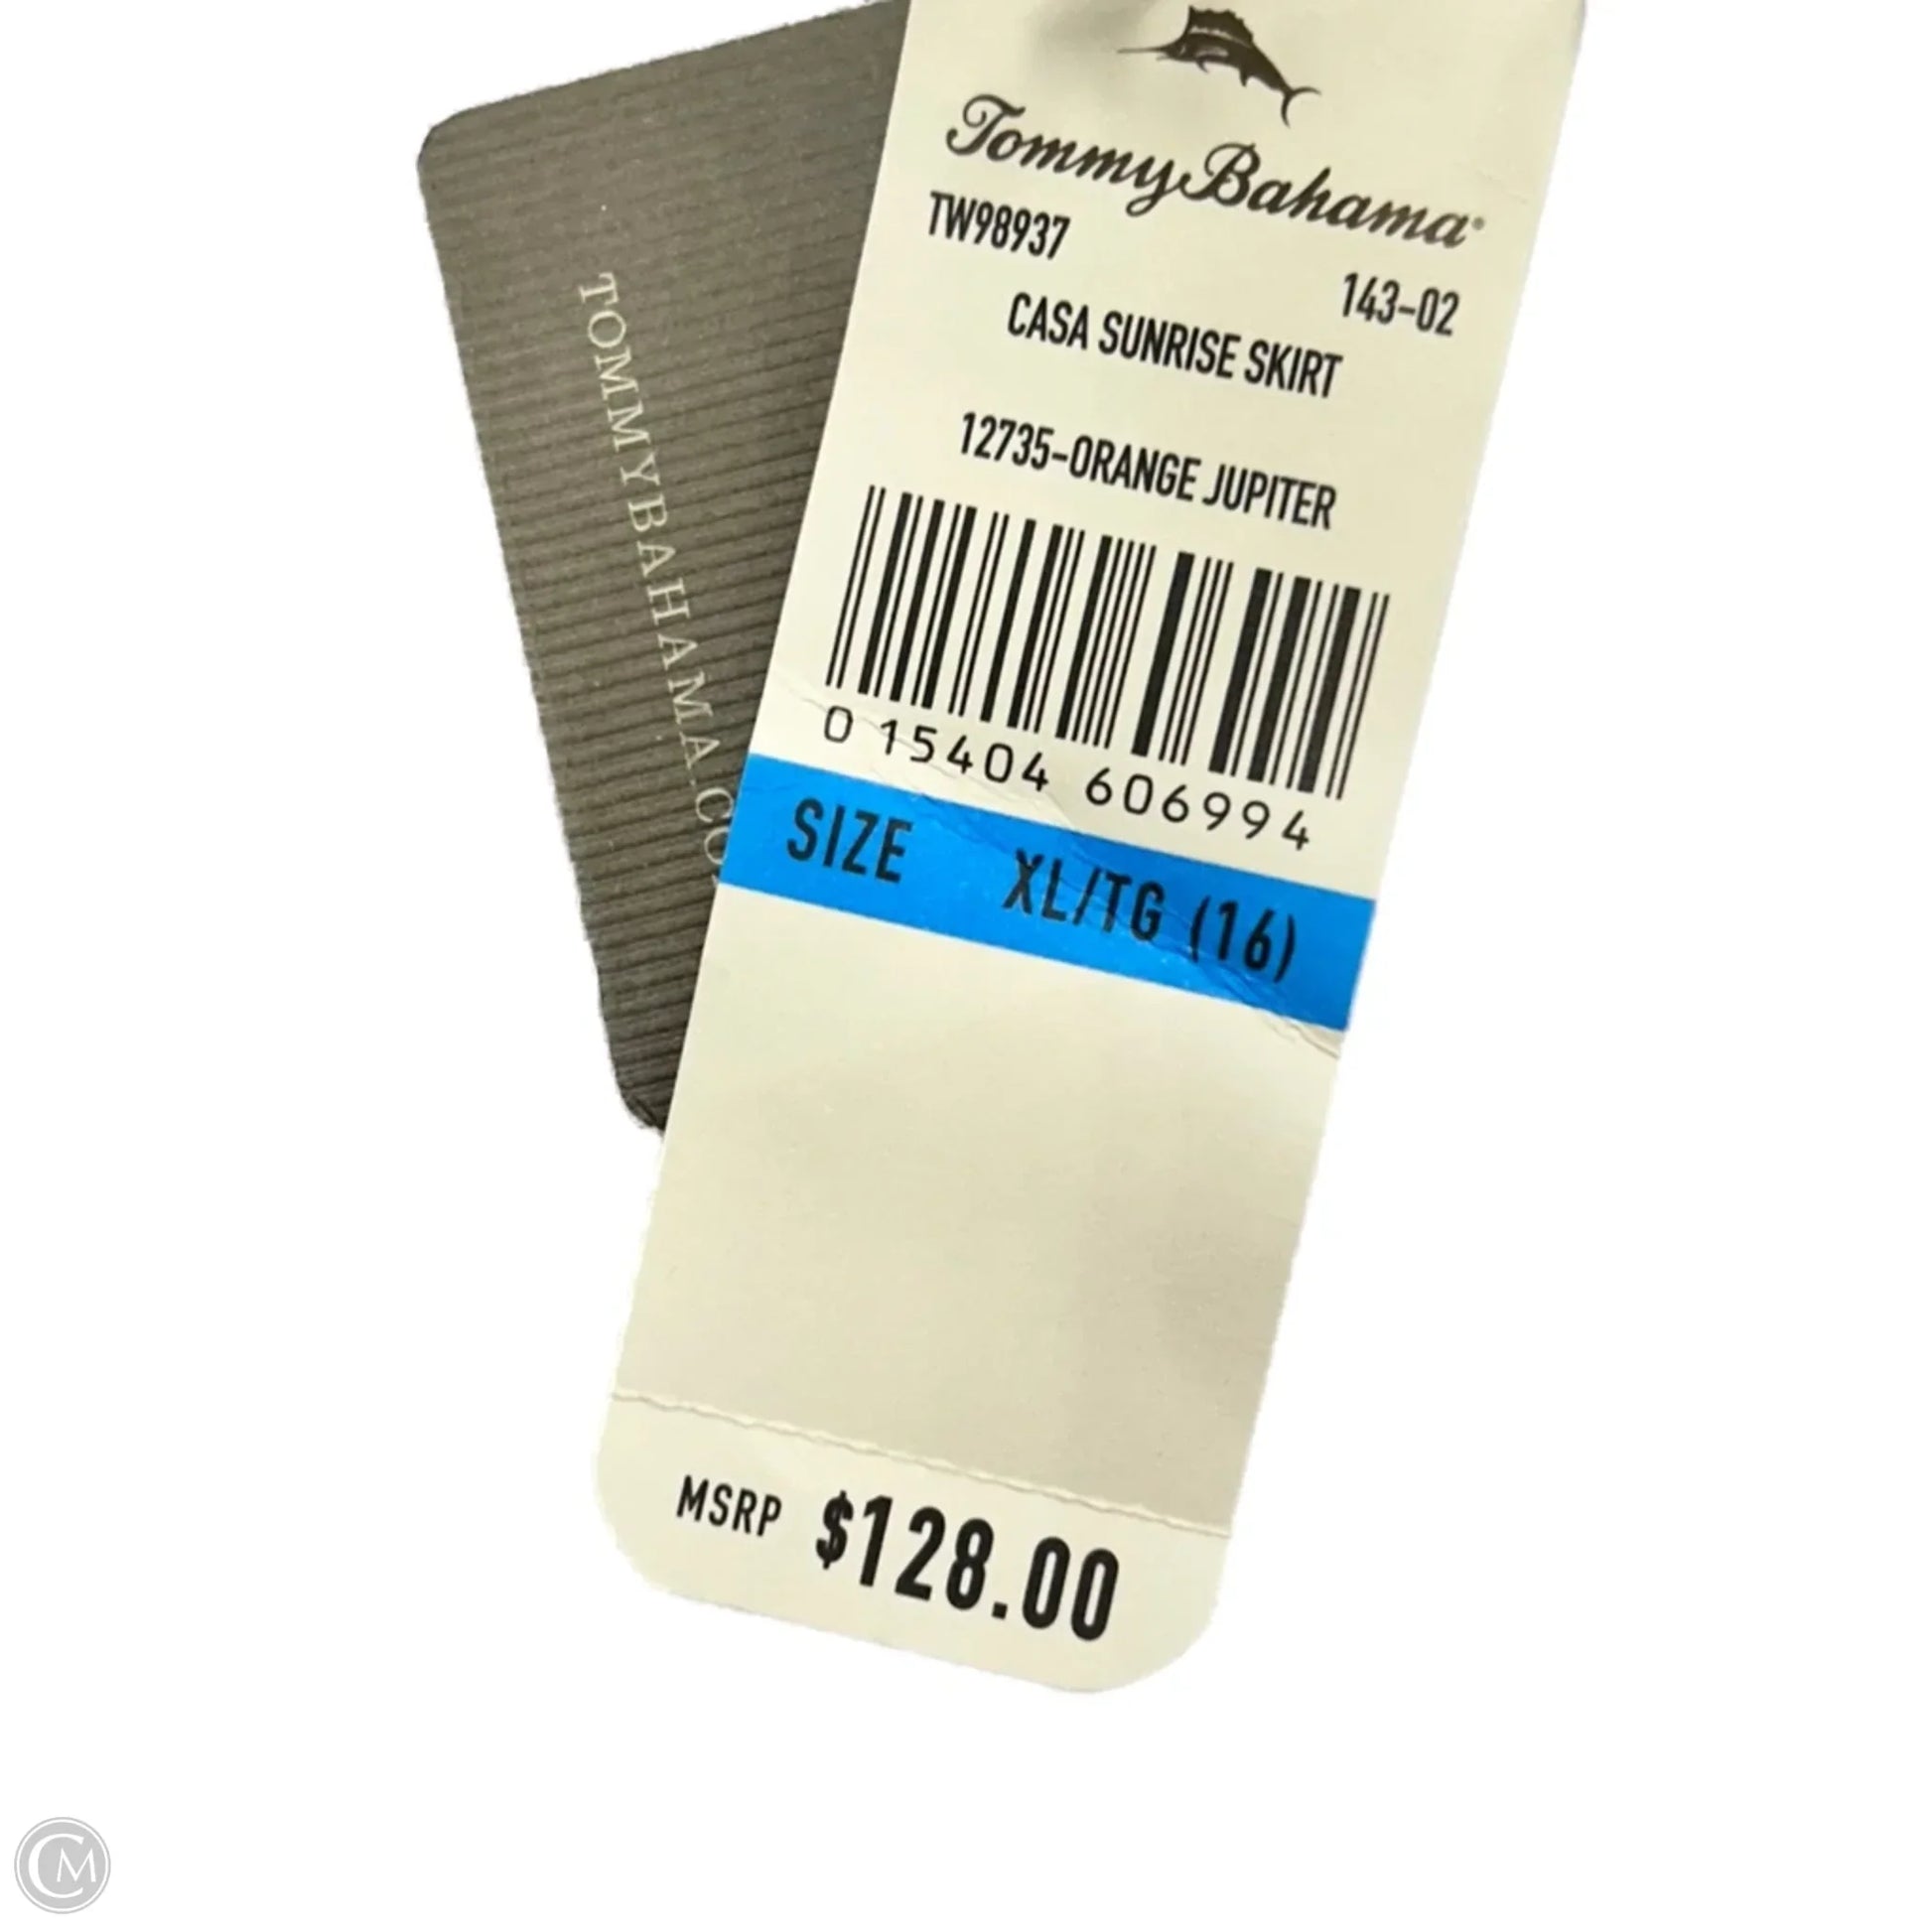 Tommy Bahama
TW98937
143-02
CASA SUNRISE SKIRT
12735-ORANGE JUPITER
0 15404 606994
SIZE XL/TG (16)
MSRP $128.00
TOMMYBAHAMA.CO
CM